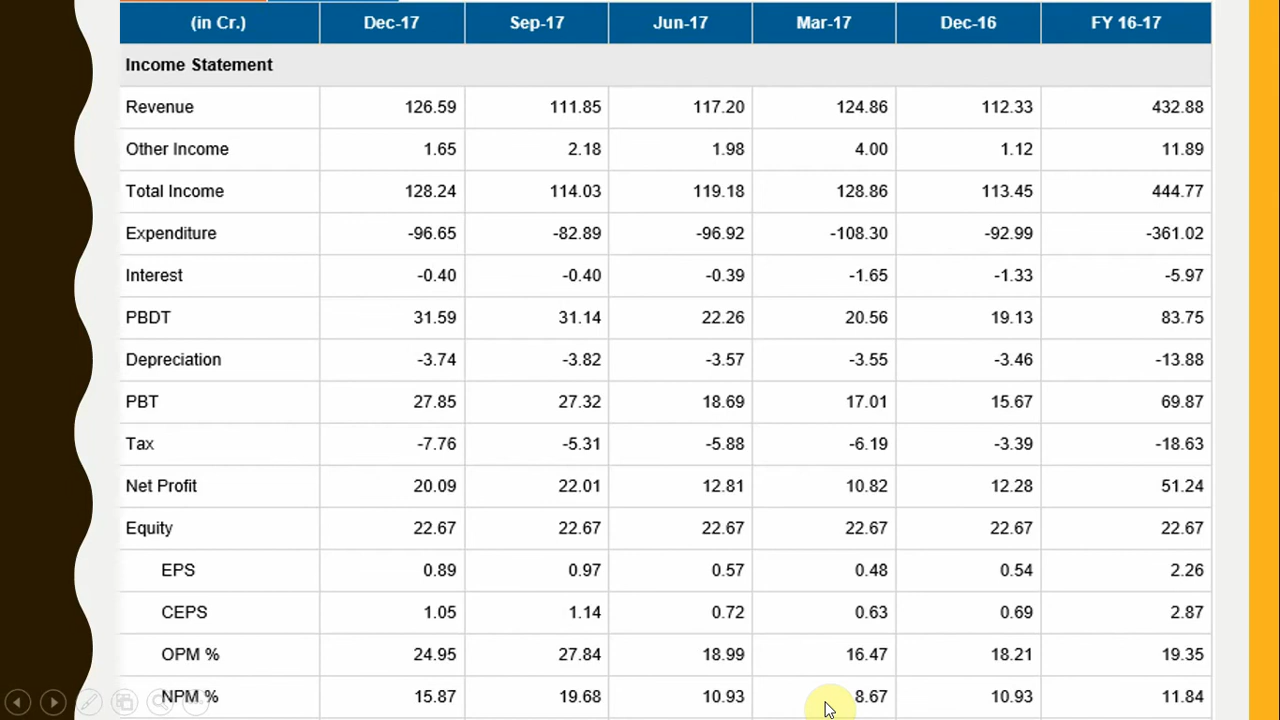 (in Cr.) Dec-17 Sep-17 Jun-17 Mar-17 Dec-16 FY 16-17
Income Statement
Revenue 126.59 111.85 117.20 124.86 112.33 432.88
Other Income 1.65 2.18 1.98 4.00 1.12 11.89
Total Income 128.24 114.03 119.18 128.86 113.45 444.77
Expenditure -96.65 -82.89 -96.92 -108.30 -92.99 -361.02
Interest -0.40 -0.40 -0.39 -1.65 -1.33 -5.97
PBDT 31.59 31.14 22.26 20.56 19.13 83.75
Depreciation -3.74 -3.82 -3.57 -3.55 -3.46 -13.88
PBT 27.85 27.32 18.69 17.01 15.67 69.87
Tax -7.76 -5.31 -5.88 -6.19 -3.39 -18.63
Net Profit 20.09 22.01 12.81 10.82 12.28 51.24
Equity 22.67 22.67 22.67 22.67 22.67 22.67
EPS 0.89 0.97 0.57 0.48 0.54 2.26
CEPS 1.05 1.14 0.72 0.63 0.69 2.87
OPM % 24.95 27.84 18.99 16.47 18.21 19.35
NPM % 15.87 19.68 10.93 8.67 10.93 11.84